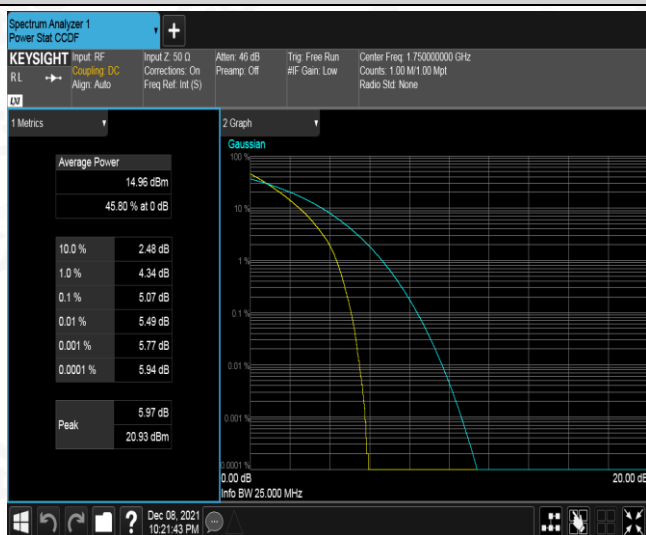 Spectrum Analyzer 1
Power Stat CCDF
+
KEYSIGHT
RL
LXI
Input: RF
Coupling: DC
Align: Auto
Input Z: 50 Ω
Corrections: On
Freq Ref: Int (S)
Atten: 46 dB
Preamp: Off
Trig: Free Run
#IF Gain: Low
Center Freq: 1.750000000 GHz
Counts: 1.00 M/1.00 Mpt
Radio Std: None
1 Metrics
Average Power
14.96 dBm
45.80 % at 0 dB
10.0 % 2.48 dB
1.0 % 4.34 dB
0.1 % 5.07 dB
0.01 % 5.49 dB
0.001 % 5.77 dB
0.0001 % 5.94 dB
Peak
5.97 dB
20.93 dBm
2 Graph
Gaussian
100 %
10 %
1 %
0.1 %
0.01 %
0.001 %
0.0001 %
0.00 dB 20.00 dB
Info BW 25.000 MHz
?
Dec 08, 2021
10:21:43 PM